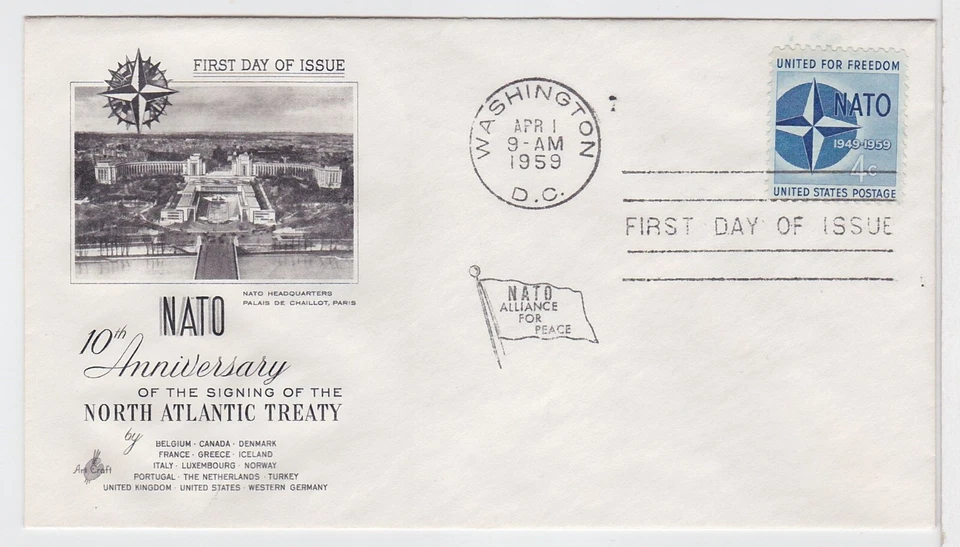 FIRST DAY OF ISSUE
NATO HEADQUARTERS
PALAIS DE CHAILLOT, PARIS
NATO
10th
Anniversary
OF THE SIGNING OF THE
NORTH ATLANTIC TREATY
by
BELGIUM · CANADA · DENMARK
FRANCE · GREECE · ICELAND
ITALY · LUXEMBOURG · NORWAY
PORTUGAL · THE NETHERLANDS · TURKEY
UNITED KINGDOM · UNITED STATES · WESTERN GERMANY
Art Craft
WASHINGTON
APR 1
9-AM
1959
D.C.
NATO
ALLIANCE
FOR
PEACE
UNITED FOR FREEDOM
NATO
1949-1959
4c
UNITED STATES POSTAGE
FIRST DAY OF ISSUE